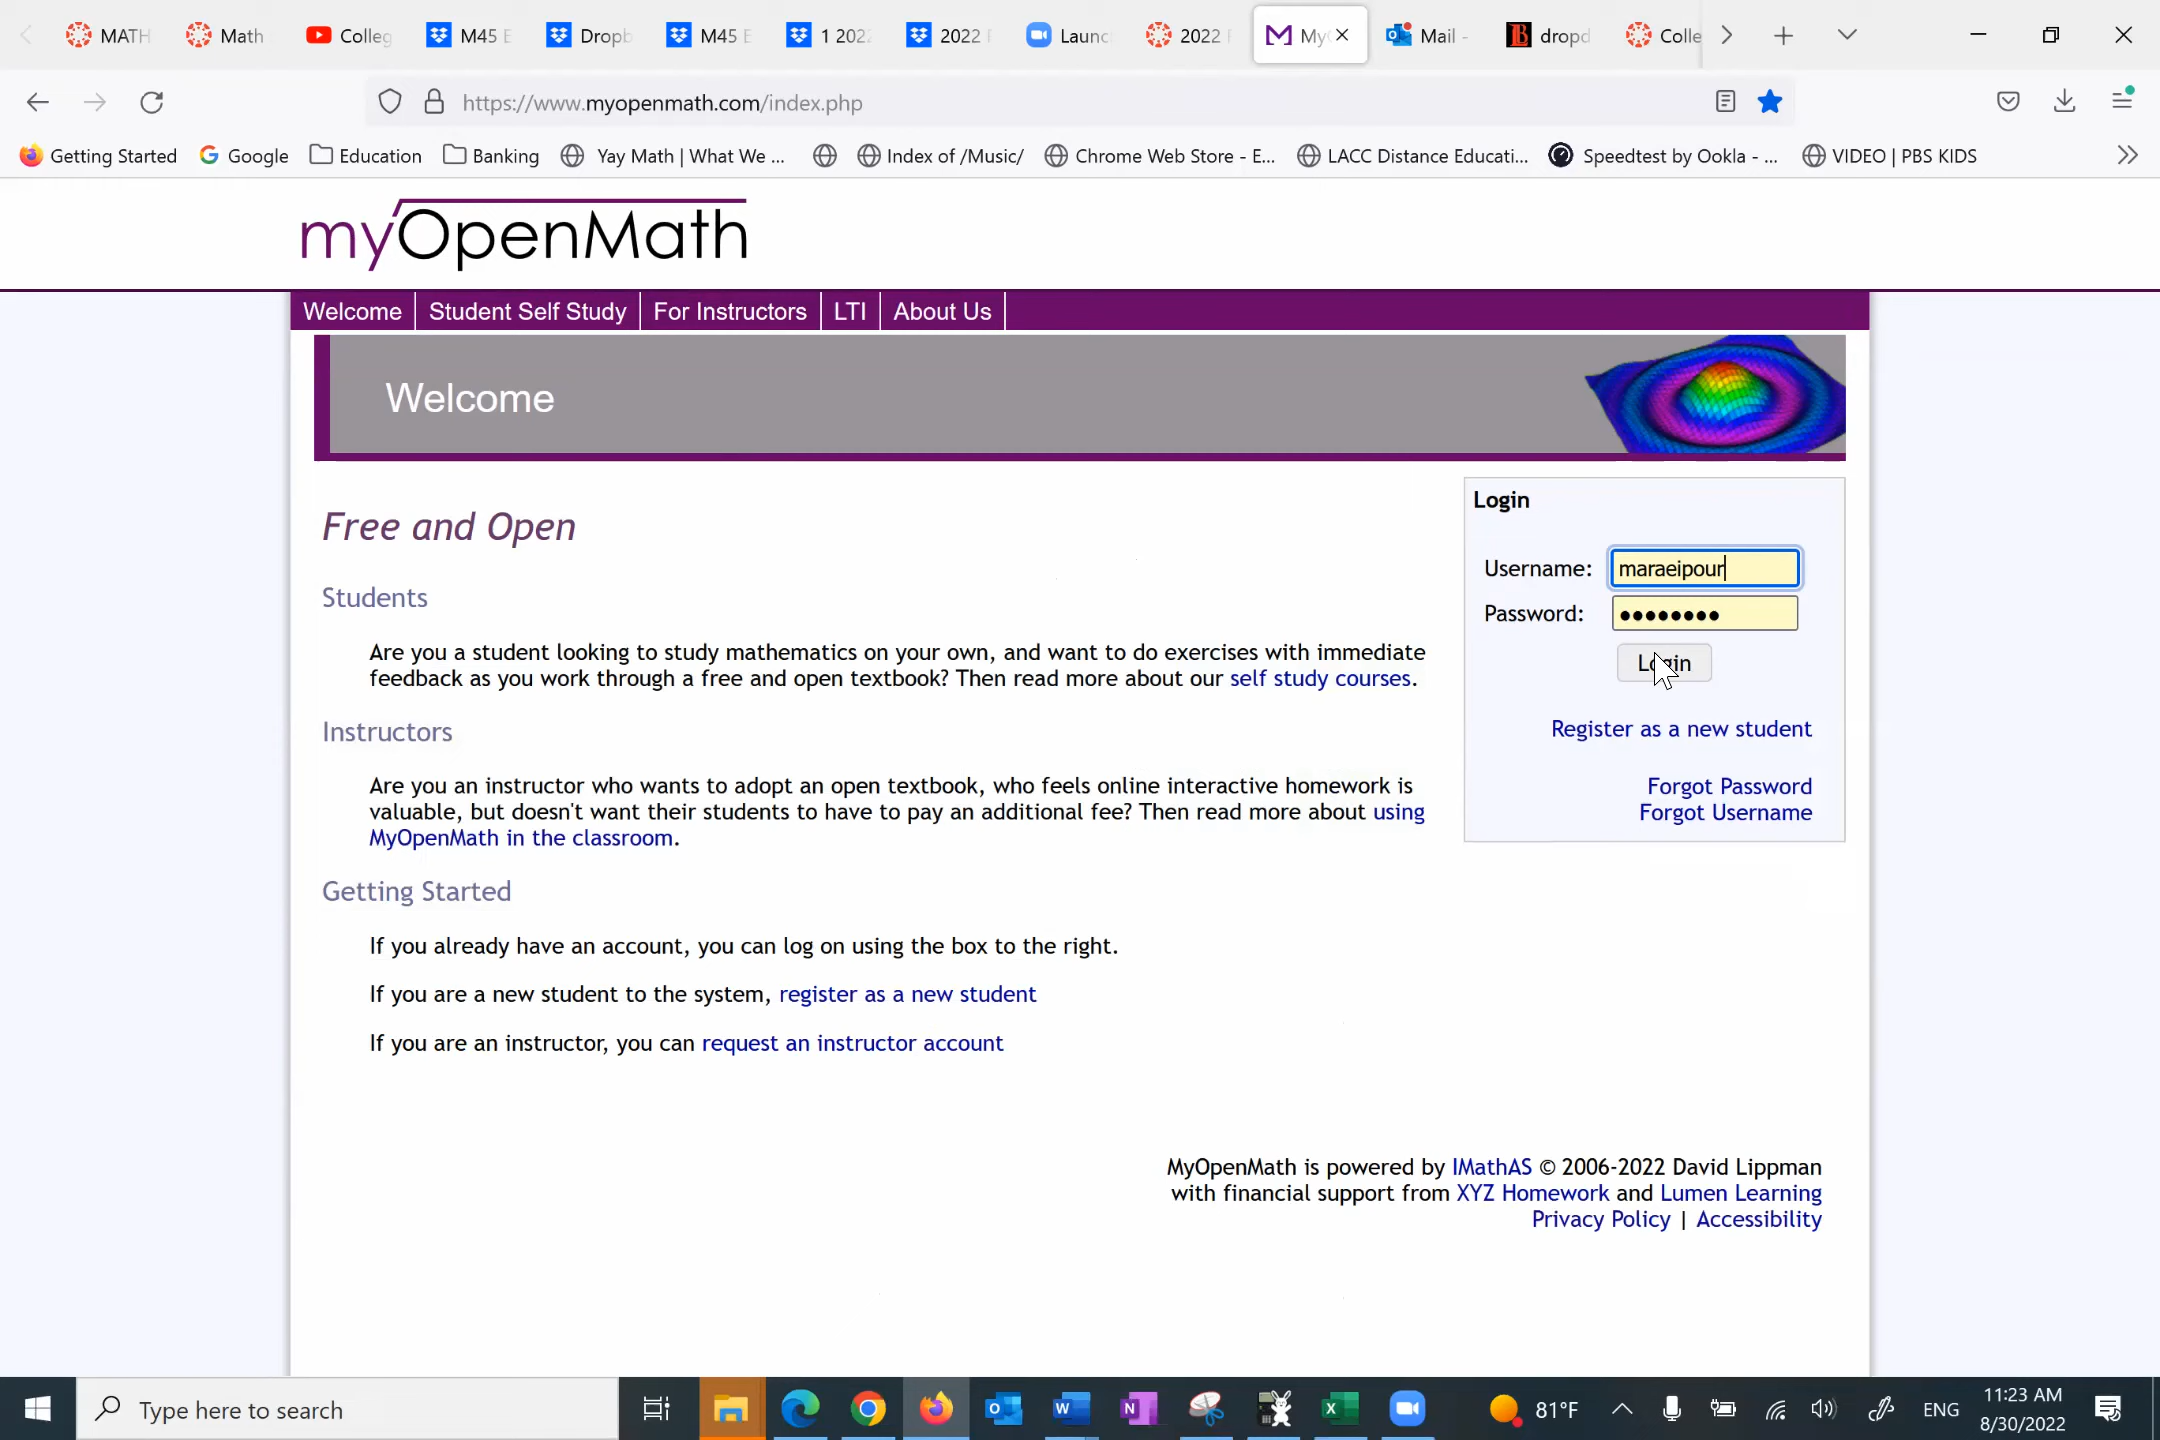 MATH Math Colleg M45 E Dropb M45 E 1 202 2022 Launc 2022 My Mail - dropd Colle
https://www.myopenmath.com/index.php
Getting Started Google Education Banking Yay Math | What We ... Index of /Music/ Chrome Web Store - E... LACC Distance Educati... Speedtest by Ookla - ... VIDEO | PBS KIDS
myOpenMath
Welcome Student Self Study For Instructors LTI About Us
Welcome
Free and Open
Students
Are you a student looking to study mathematics on your own, and want to do exercises with immediate
feedback as you work through a free and open textbook? Then read more about our self study courses.
Instructors
Are you an instructor who wants to adopt an open textbook, who feels online interactive homework is
valuable, but doesn't want their students to have to pay an additional fee? Then read more about using
MyOpenMath in the classroom.
Getting Started
If you already have an account, you can log on using the box to the right.
If you are a new student to the system, register as a new student
If you are an instructor, you can request an instructor account
Login
Username: maraeipour
Password: ●●●●●●●●
Login
Register as a new student
Forgot Password
Forgot Username
MyOpenMath is powered by IMathAS © 2006-2022 David Lippman
with financial support from XYZ Homework and Lumen Learning
Privacy Policy | Accessibility
Type here to search
81°F
ENG
11:23 AM
8/30/2022